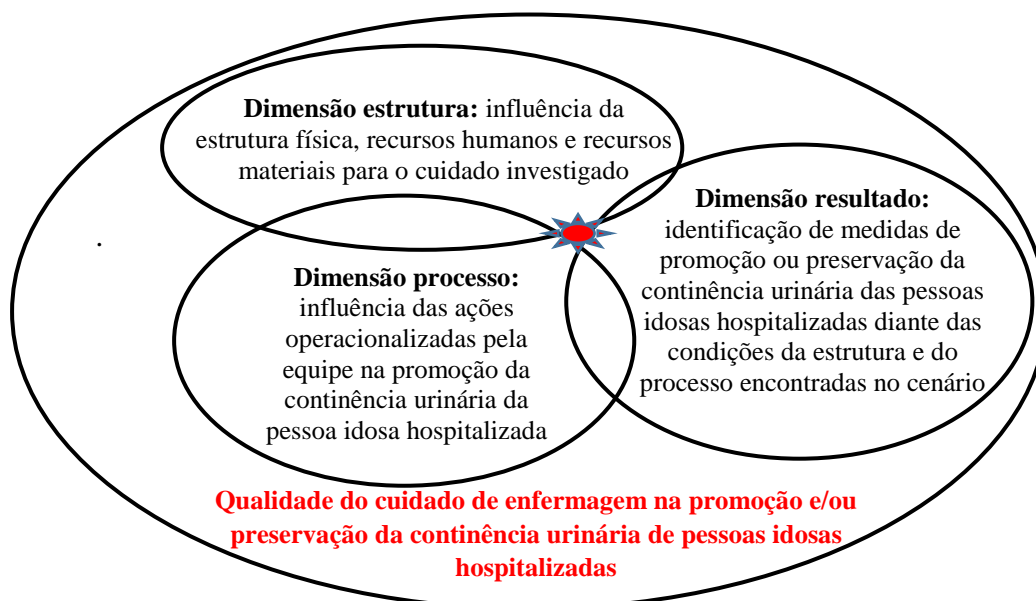 Dimensão estrutura: influência da
estrutura física, recursos humanos e recursos
materiais para o cuidado investigado
Dimensão processo:
influência das ações
operacionalizadas pela
equipe na promoção da
continência urinária da
pessoa idosa hospitalizada
Dimensão resultado:
identificação de medidas de
promoção ou preservação da
continência urinária das pessoas
idosas hospitalizadas diante das
condições da estrutura e do
processo encontradas no cenário
Qualidade do cuidado de enfermagem na promoção e/ou
preservação da continência urinária de pessoas idosas
hospitalizadas